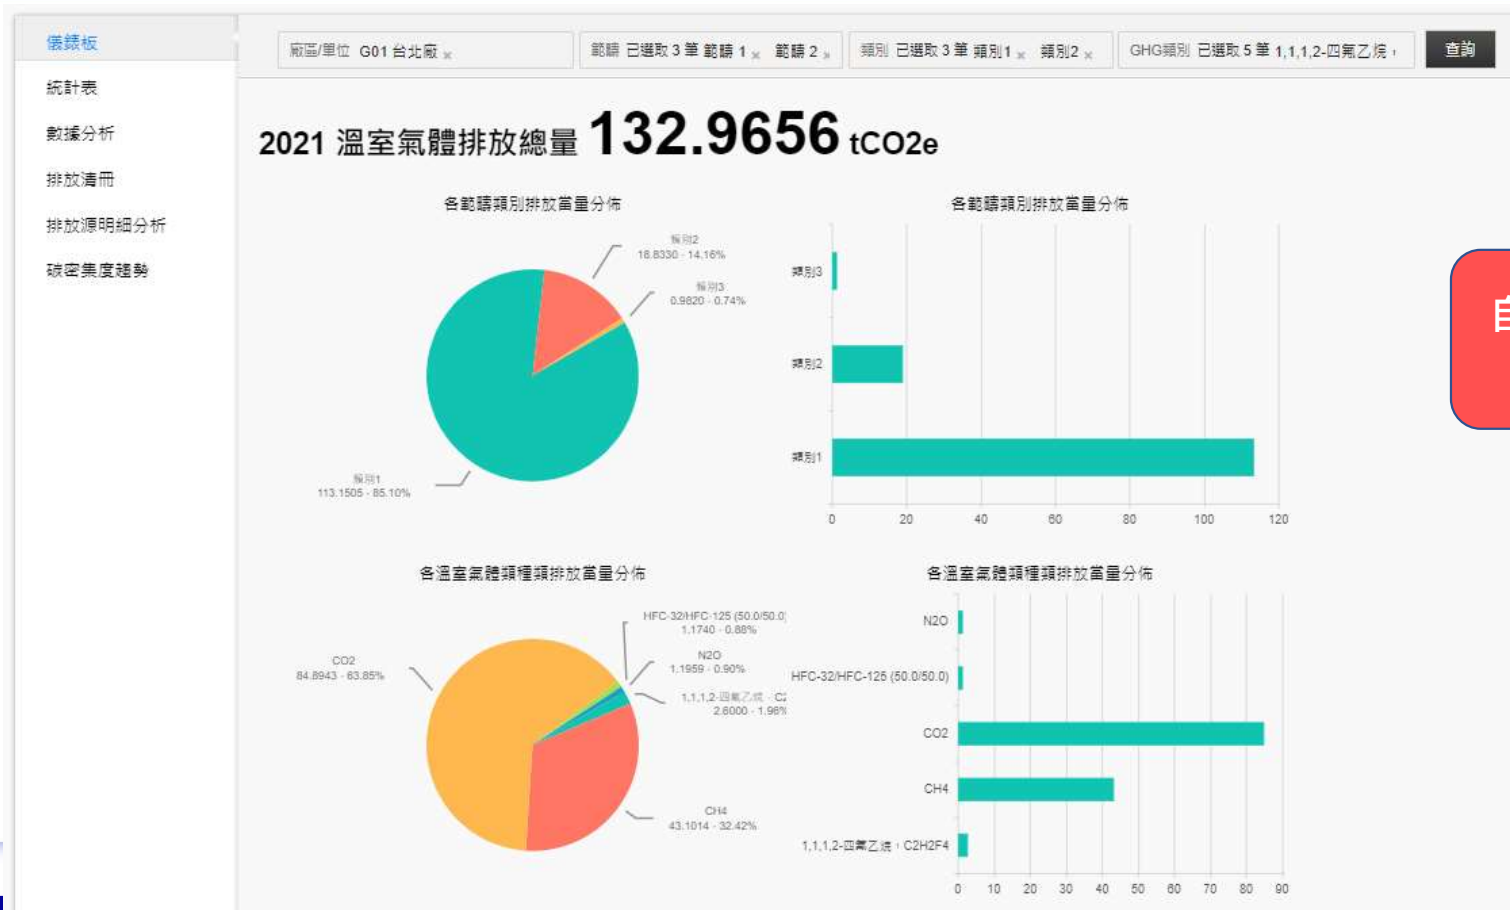 儀錶板
統計表
數據分析
排放清冊
排放源明細分析
碳密集度趨勢
廠區/單位 G01 台北廠 × 範疇 已選取 3 筆 範疇 1 × 範疇 2 × 類別 已選取 3 筆 類別1 × 類別2 × GHG類別 已選取 5 筆 1,1,1,2-四氟乙烷, 查詢
2021 溫室氣體排放總量 132.9656 tCO2e
各範疇類別排放當量分佈
類別2
18.8330 - 14.16%
類別3
0.9820 - 0.74%
類別1
113.1505 - 85.10%
各範疇類別排放當量分佈
類別3
類別2
類別1
0 20 40 60 80 100 120
各溫室氣體類種類排放當量分佈
HFC-32/HFC-125 (50.0/50.0)
1.1740 - 0.88%
N2O
1.1959 - 0.90%
1,1,1,2-四氟乙烷，C2
2.6000 - 1.96%
CO2
84.8943 - 63.85%
CH4
43.1014 - 32.42%
各溫室氣體類種類排放當量分佈
N2O
HFC-32/HFC-125 (50.0/50.0)
CO2
CH4
1,1,1,2-四氟乙烷，C2H2F4
0 10 20 30 40 50 60 70 80 90